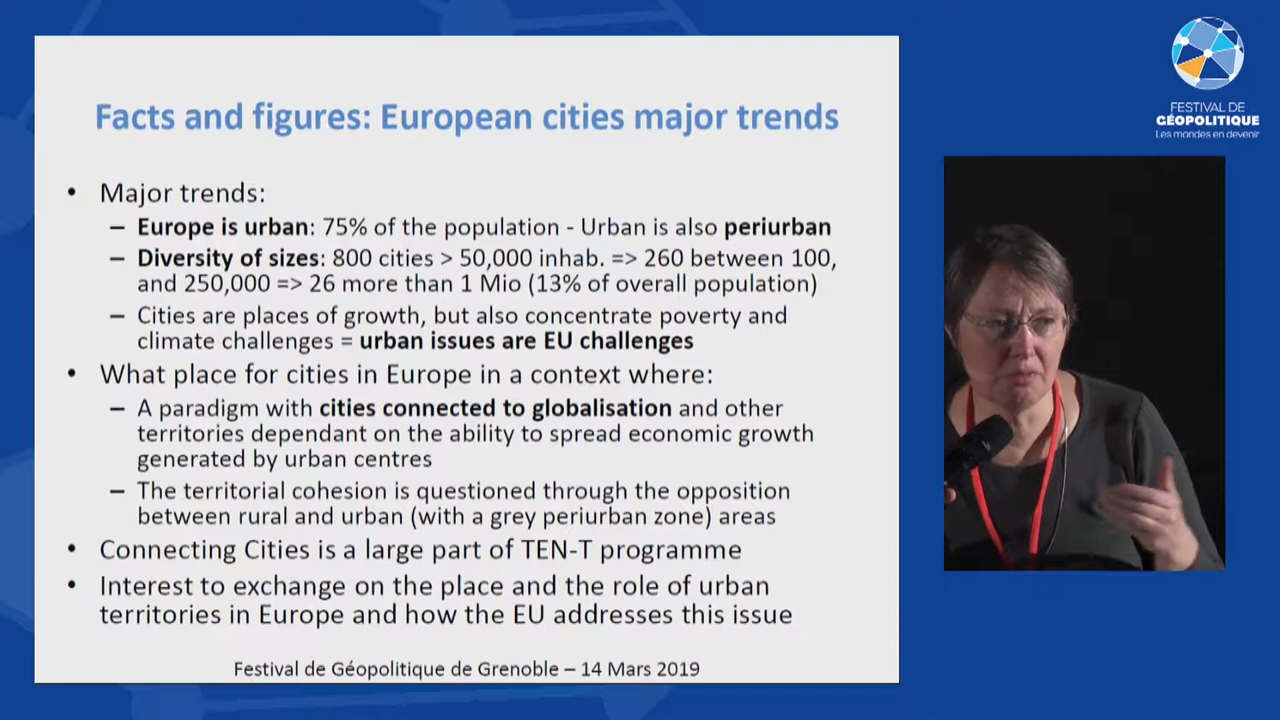 Facts and figures: European cities major trends
• Major trends:
– Europe is urban: 75% of the population - Urban is also periurban
– Diversity of sizes: 800 cities > 50,000 inhab. => 260 between 100,
and 250,000 => 26 more than 1 Mio (13% of overall population)
– Cities are places of growth, but also concentrate poverty and
climate challenges = urban issues are EU challenges
• What place for cities in Europe in a context where:
– A paradigm with cities connected to globalisation and other
territories dependant on the ability to spread economic growth
generated by urban centres
– The territorial cohesion is questioned through the opposition
between rural and urban (with a grey periurban zone) areas
• Connecting Cities is a large part of TEN-T programme
• Interest to exchange on the place and the role of urban
territories in Europe and how the EU addresses this issue
Festival de Géopolitique de Grenoble – 14 Mars 2019
FESTIVAL DE
GÉOPOLITIQUE
Les mondes en devenir